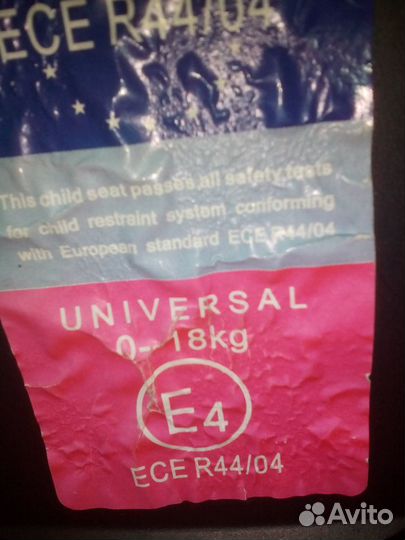 ECE R44/04
This child seat passes all safety tests
for child restraint system conforming
with European standard ECE R44/04
UNIVERSAL
0-18kg
E4
ECE R44/04
Avito